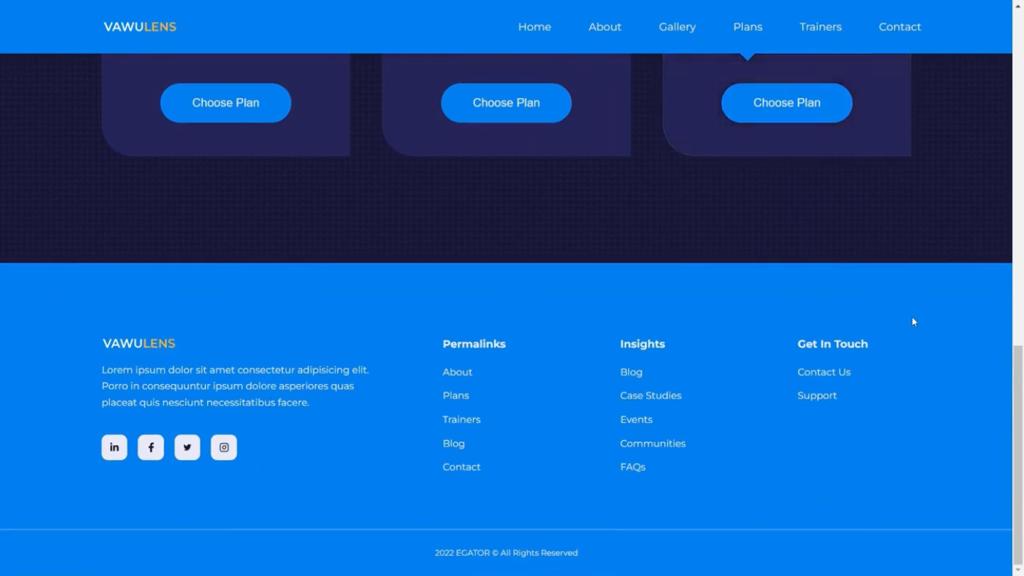 VAWULENS
Home About Gallery Plans Trainers Contact
Choose Plan Choose Plan Choose Plan
VAWULENS
Lorem ipsum dolor sit amet consectetur adipisicing elit.
Porro in consequuntur ipsum dolore asperiores quas
placeat quis nesciunt necessitatibus facere.
in
Permalinks
About
Plans
Trainers
Blog
Contact
Insights
Blog
Case Studies
Events
Communities
FAQs
Get In Touch
Contact Us
Support
2022 EGATOR © All Rights Reserved